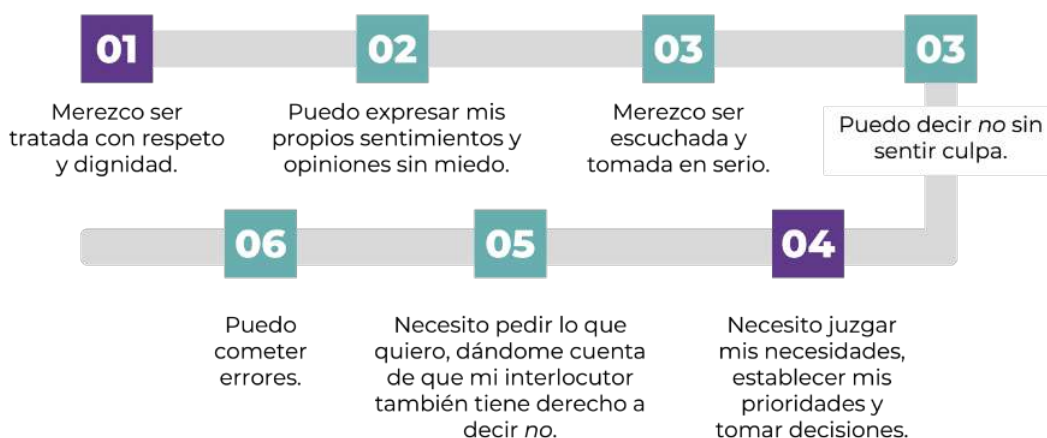 01
Merezco ser
tratada con respeto
y dignidad.
02
Puedo expresar mis
propios sentimientos y
opiniones sin miedo.
03
Merezco ser
escuchada y
tomada en serio.
03
Puedo decir no sin
sentir culpa.
04
Necesito juzgar
mis necesidades,
establecer mis
prioridades y
tomar decisiones.
05
Necesito pedir lo que
quiero, dándome cuenta
de que mi interlocutor
también tiene derecho a
decir no.
06
Puedo
cometer
errores.